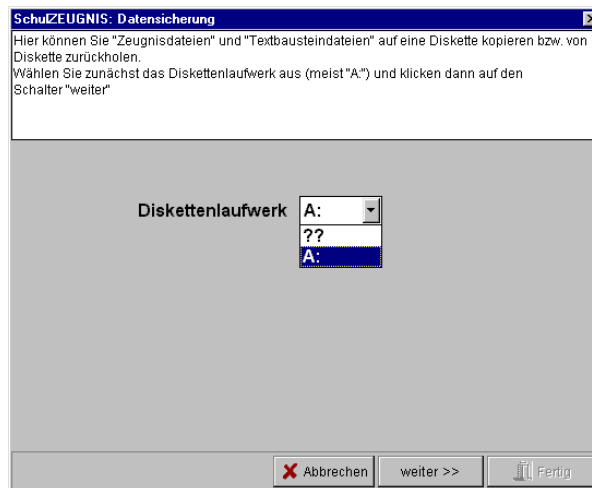 SchulZEUGNIS: Datensicherung
Hier können Sie "Zeugnisdateien" und "Textbausteindateien" auf eine Diskette kopieren bzw. von
Diskette zurückholen.
Wählen Sie zunächst das Diskettenlaufwerk aus (meist "A:") und klicken dann auf den
Schalter "weiter"
Diskettenlaufwerk A:
??
A:
Abbrechen weiter >> Fertig